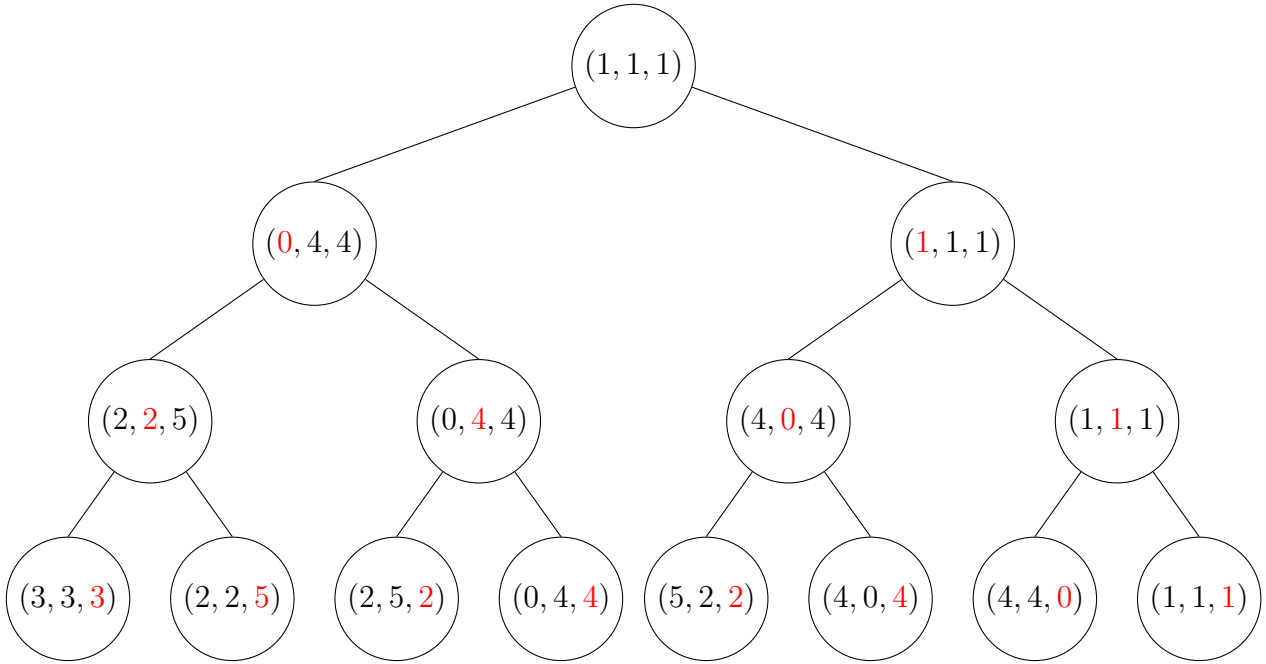 (1, 1, 1)
(0, 4, 4) (1, 1, 1)
(2, 2, 5) (0, 4, 4) (4, 0, 4) (1, 1, 1)
(3, 3, 3) (2, 2, 5) (2, 5, 2) (0, 4, 4) (5, 2, 2) (4, 0, 4) (4, 4, 0) (1, 1, 1)